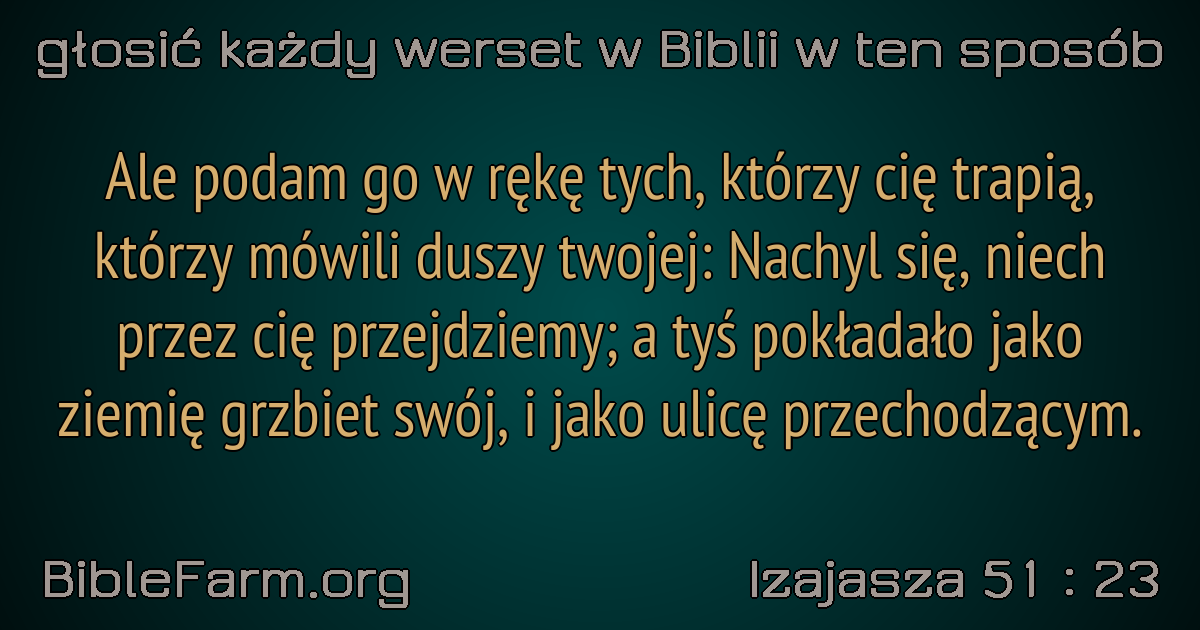 głosić każdy werset w Biblii w ten sposób
Ale podam go w rękę tych, którzy cię trapią,
którzy mówili duszy twojej: Nachyl się, niech
przez cię przejdziemy; a tyś pokładało jako
ziemię grzbiet swój, i jako ulicę przechodzącym.
BibleFarm.org
Izajasza 51 : 23